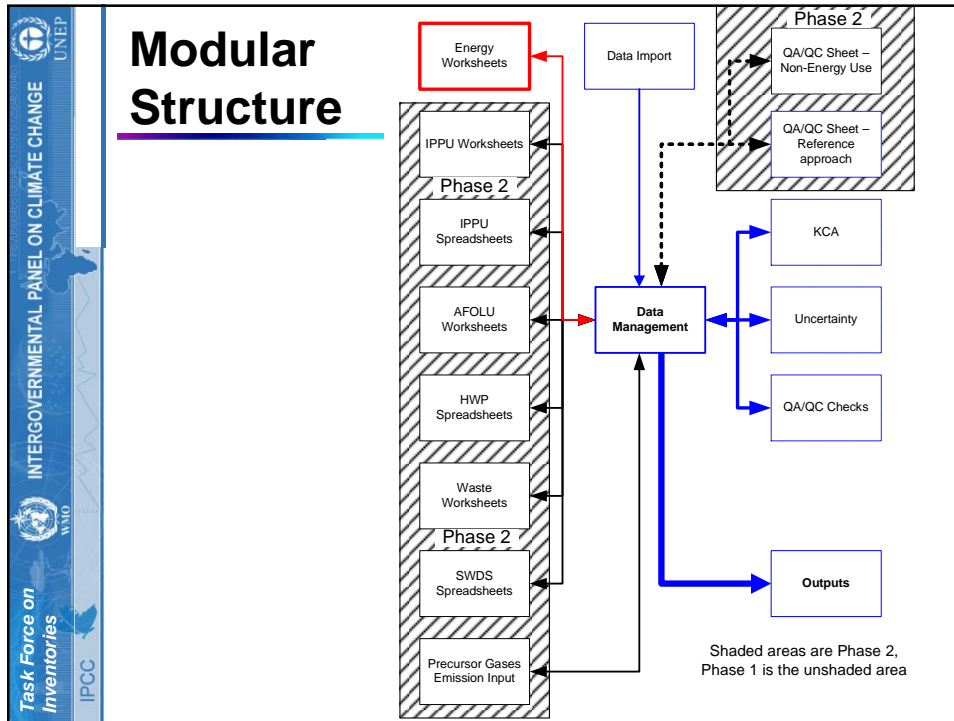 Modular
Structure
Energy
Worksheets
Data Import
Phase 2
QA/QC Sheet –
Non-Energy Use
QA/QC Sheet –
Reference
approach
IPPU Worksheets
Phase 2
IPPU
Spreadsheets
AFOLU
Worksheets
HWP
Spreadsheets
Waste
Worksheets
Phase 2
SWDS
Spreadsheets
Precursor Gases
Emission Input
Data
Management
KCA
Uncertainty
QA/QC Checks
Outputs
Shaded areas are Phase 2,
Phase 1 is the unshaded area
UNEP
INTERGOVERNMENTAL PANEL ON CLIMATE CHANGE
WMO
Task Force on
Inventories
IPCC